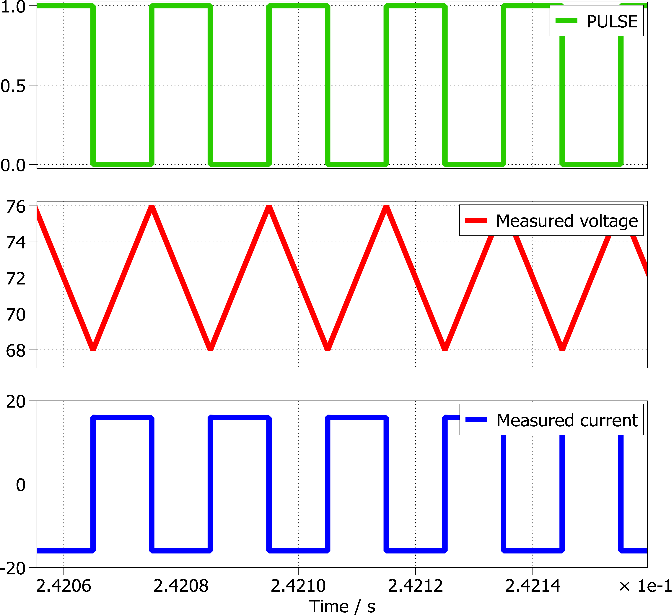 1.0
PULSE
0.5
0.0
76
Measured voltage
74
72
70
68
20
Measured current
0
-20
2.4206 2.4208 2.4210 2.4212 2.4214 × 1e-1
Time / s